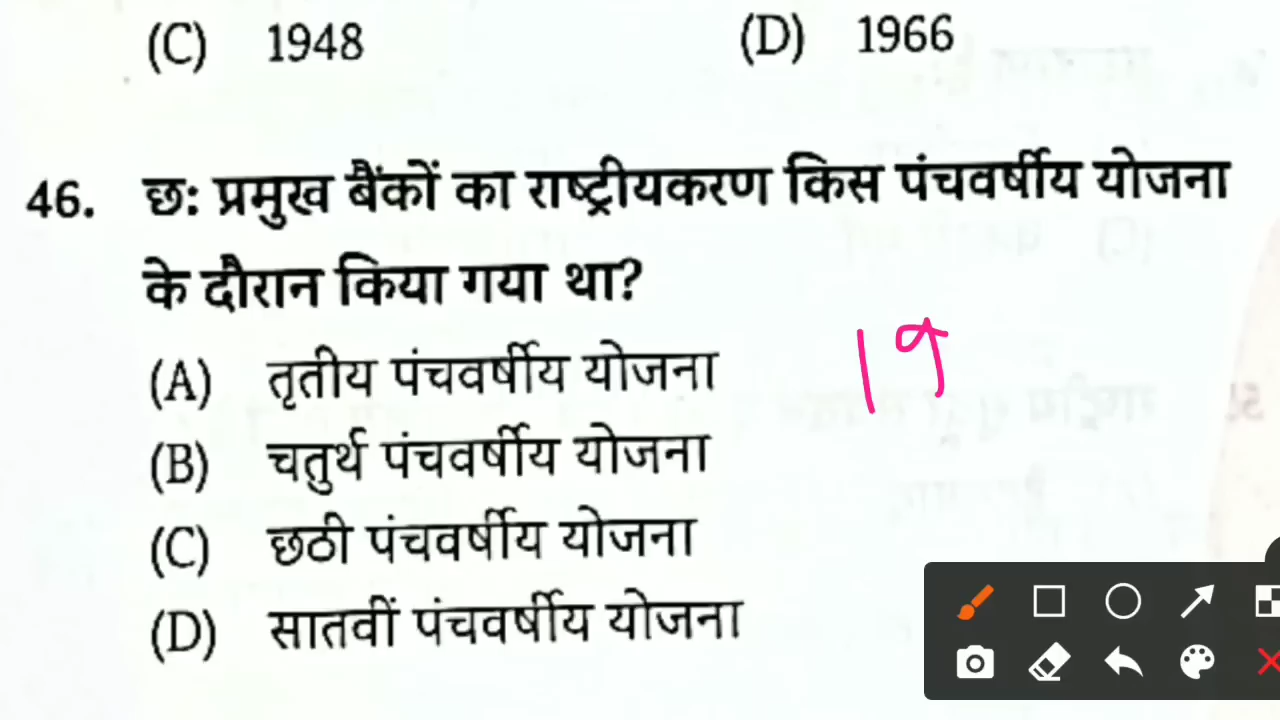 (C) 1948 (D) 1966
46. छः प्रमुख बैंकों का राष्ट्रीयकरण किस पंचवर्षीय योजना
के दौरान किया गया था?
(A) तृतीय पंचवर्षीय योजना
19
(B) चतुर्थ पंचवर्षीय योजना
(C) छठी पंचवर्षीय योजना
(D) सातवीं पंचवर्षीय योजना